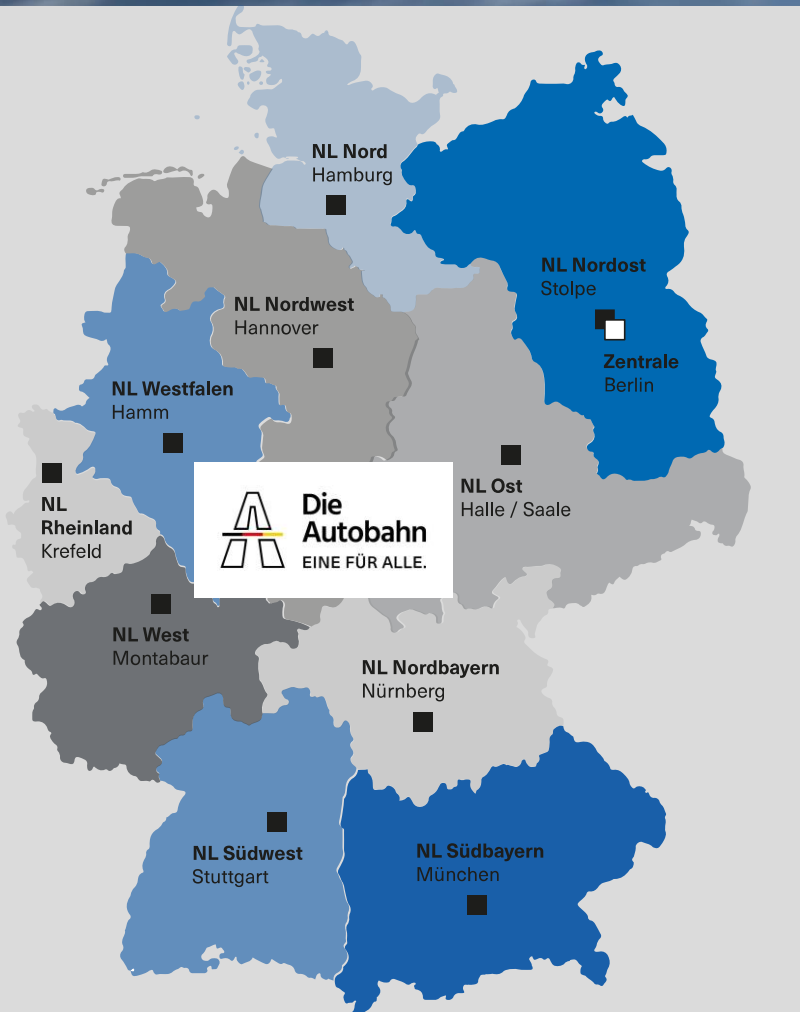 NL Nord
Hamburg
NL Nordost
Stolpe
Zentrale
Berlin
NL Nordwest
Hannover
NL Westfalen
Hamm
NL
Rheinland
Krefeld
Die
Autobahn
EINE FÜR ALLE.
NL Ost
Halle / Saale
NL West
Montabaur
NL Nordbayern
Nürnberg
NL Südwest
Stuttgart
NL Südbayern
München